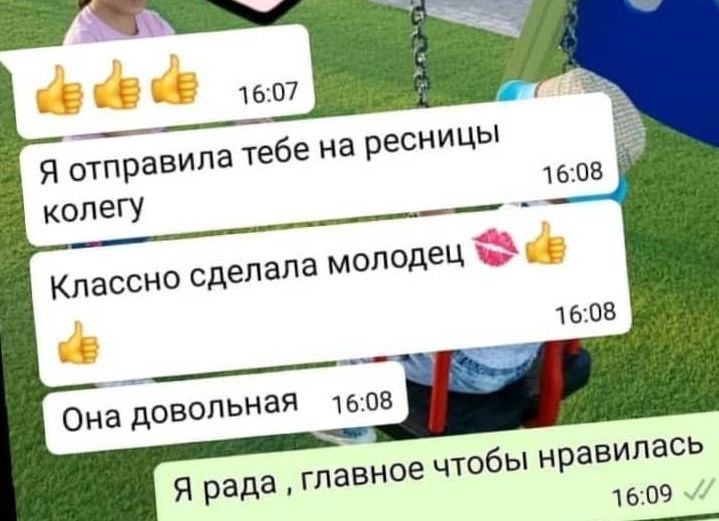 👍👍👍 16:07
Я отправила тебе на ресницы
колегу 16:08
Классно сделала молодец 💋👍
👍 16:08
Она довольная 16:08
Я рада , главное чтобы нравилась
16:09